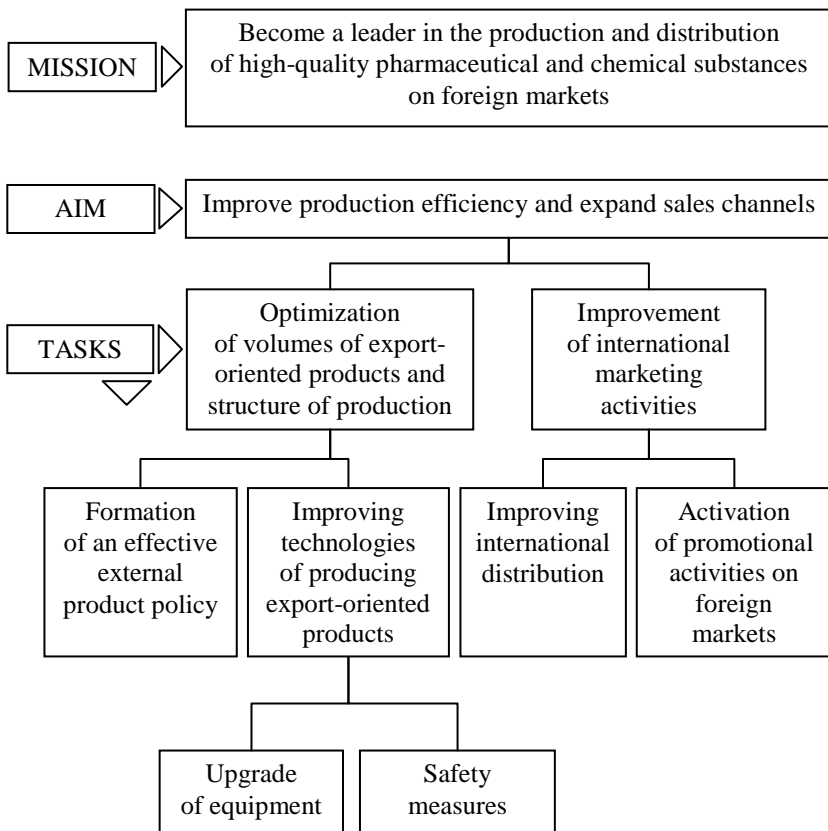 MISSION
Become a leader in the production and distribution
of high-quality pharmaceutical and chemical substances
on foreign markets
AIM
Improve production efficiency and expand sales channels
TASKS
Optimization
of volumes of export-
oriented products and
structure of production
Improvement
of international
marketing
activities
Formation
of an effective
external
product policy
Improving
technologies
of producing
export-oriented
products
Improving
international
distribution
Activation
of promotional
activities on
foreign
markets
Upgrade
of equipment
Safety
measures